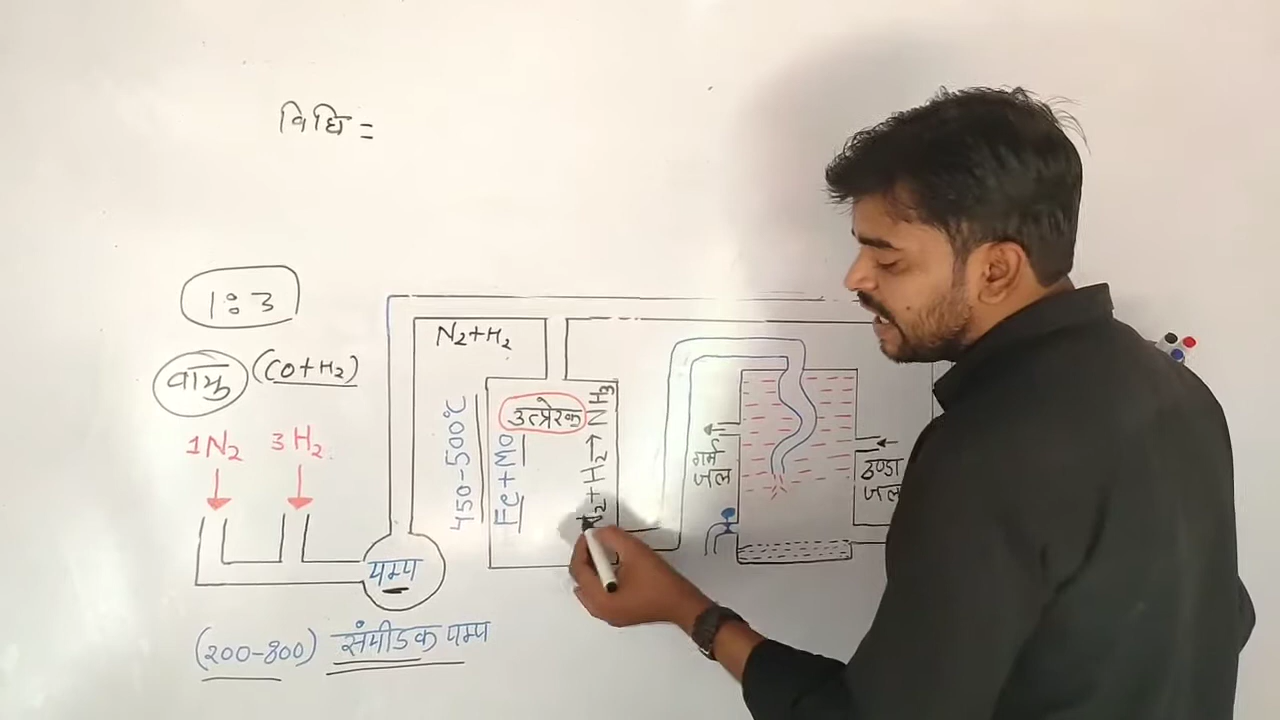 विधि =
1 : 3
वायु (CO+H₂)
1N₂ 3H₂
N₂+H₂
450-500℃
उत्प्रेरक
Fe+Mo
N₂+H₂→NH₃
गर्म जल
ठण्डा जल
पम्प
(200-800) संपीडक पम्प